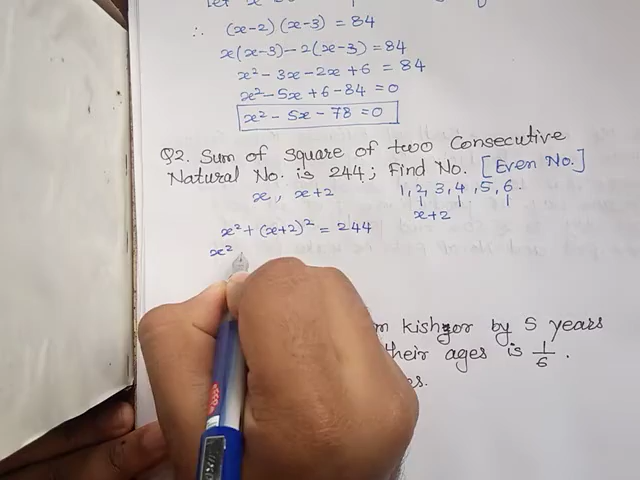 ∴ (x-2) (x-3) = 84
x(x-3) - 2(x-3) = 84
x² - 3x - 2x + 6 = 84
x² - 5x + 6 - 84 = 0
x² - 5x - 78 = 0
Q2. Sum of square of two Consecutive
Natural No. is 244; Find No. [Even No.]
x, x+2 1, 2, 3, 4, 5, 6.
x+2
x² + (x+2)² = 244
x²
kishor by 5 years
their ages is 1/6.